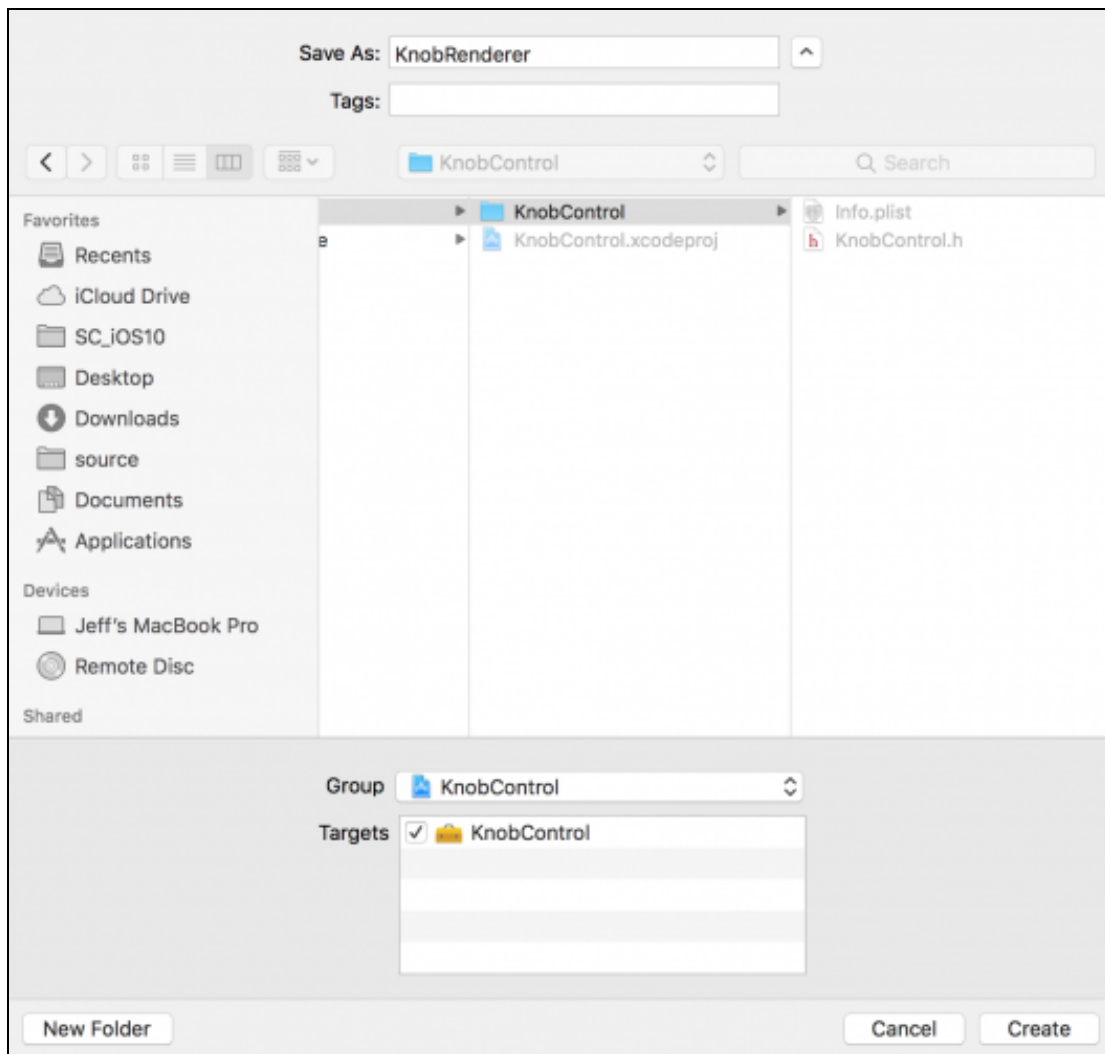 Save As: KnobRenderer
Tags:
KnobControl
Search
Favorites
Recents
iCloud Drive
SC_iOS10
Desktop
Downloads
source
Documents
Applications
Devices
Jeff's MacBook Pro
Remote Disc
Shared
e
KnobControl
KnobControl.xcodeproj
Info.plist
h KnobControl.h
Group KnobControl
Targets KnobControl
New Folder
Cancel
Create